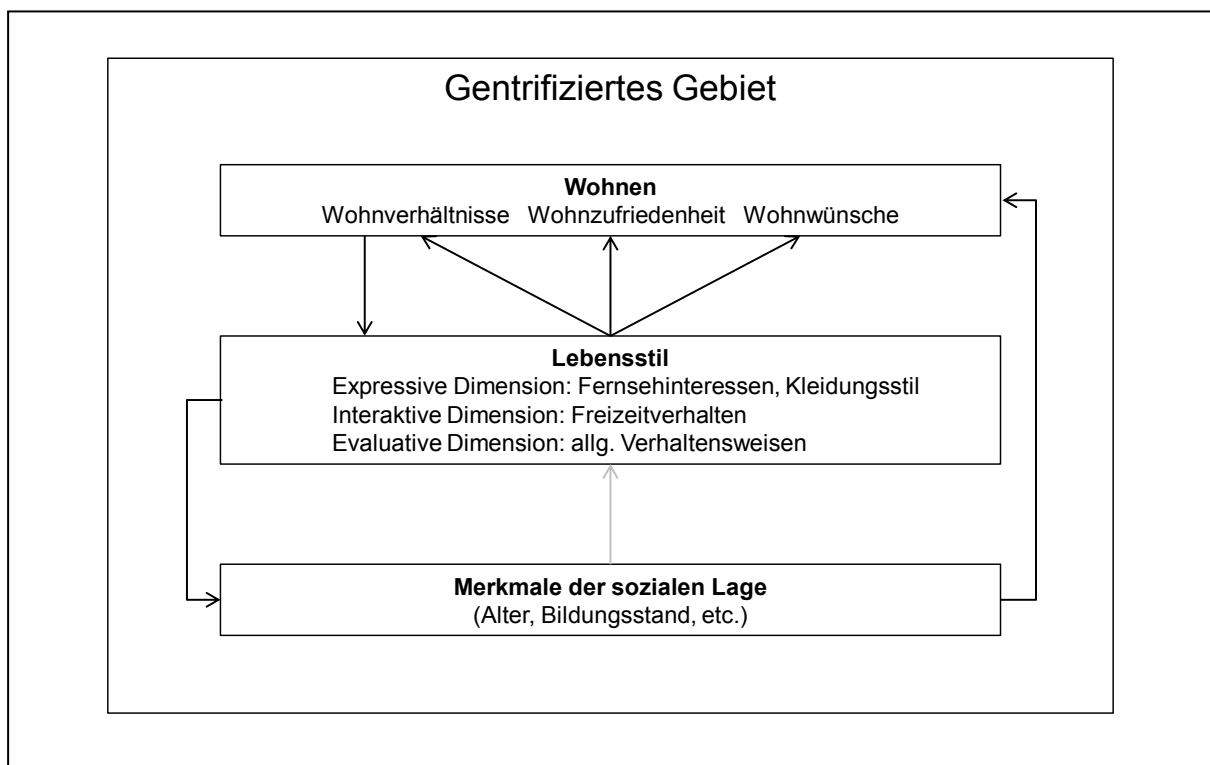 Gentrifiziertes Gebiet
Wohnen
Wohnverhältnisse Wohnzufriedenheit Wohnwünsche
Lebensstil
Expressive Dimension: Fernsehinteressen, Kleidungsstil
Interaktive Dimension: Freizeitverhalten
Evaluative Dimension: allg. Verhaltensweisen
Merkmale der sozialen Lage
(Alter, Bildungsstand, etc.)